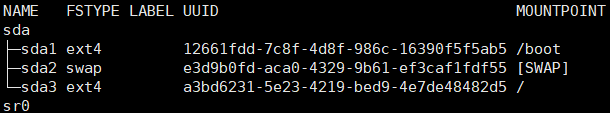 NAME   FSTYPE LABEL UUID                                 MOUNTPOINT
sda
├─sda1 ext4         12661fdd-7c8f-4d8f-986c-16390f5f5ab5 /boot
├─sda2 swap         e3d9b0fd-aca0-4329-9b61-ef3caf1fdf55 [SWAP]
└─sda3 ext4         a3bd6231-5e23-4219-bed9-4e7de48482d5 /
sr0